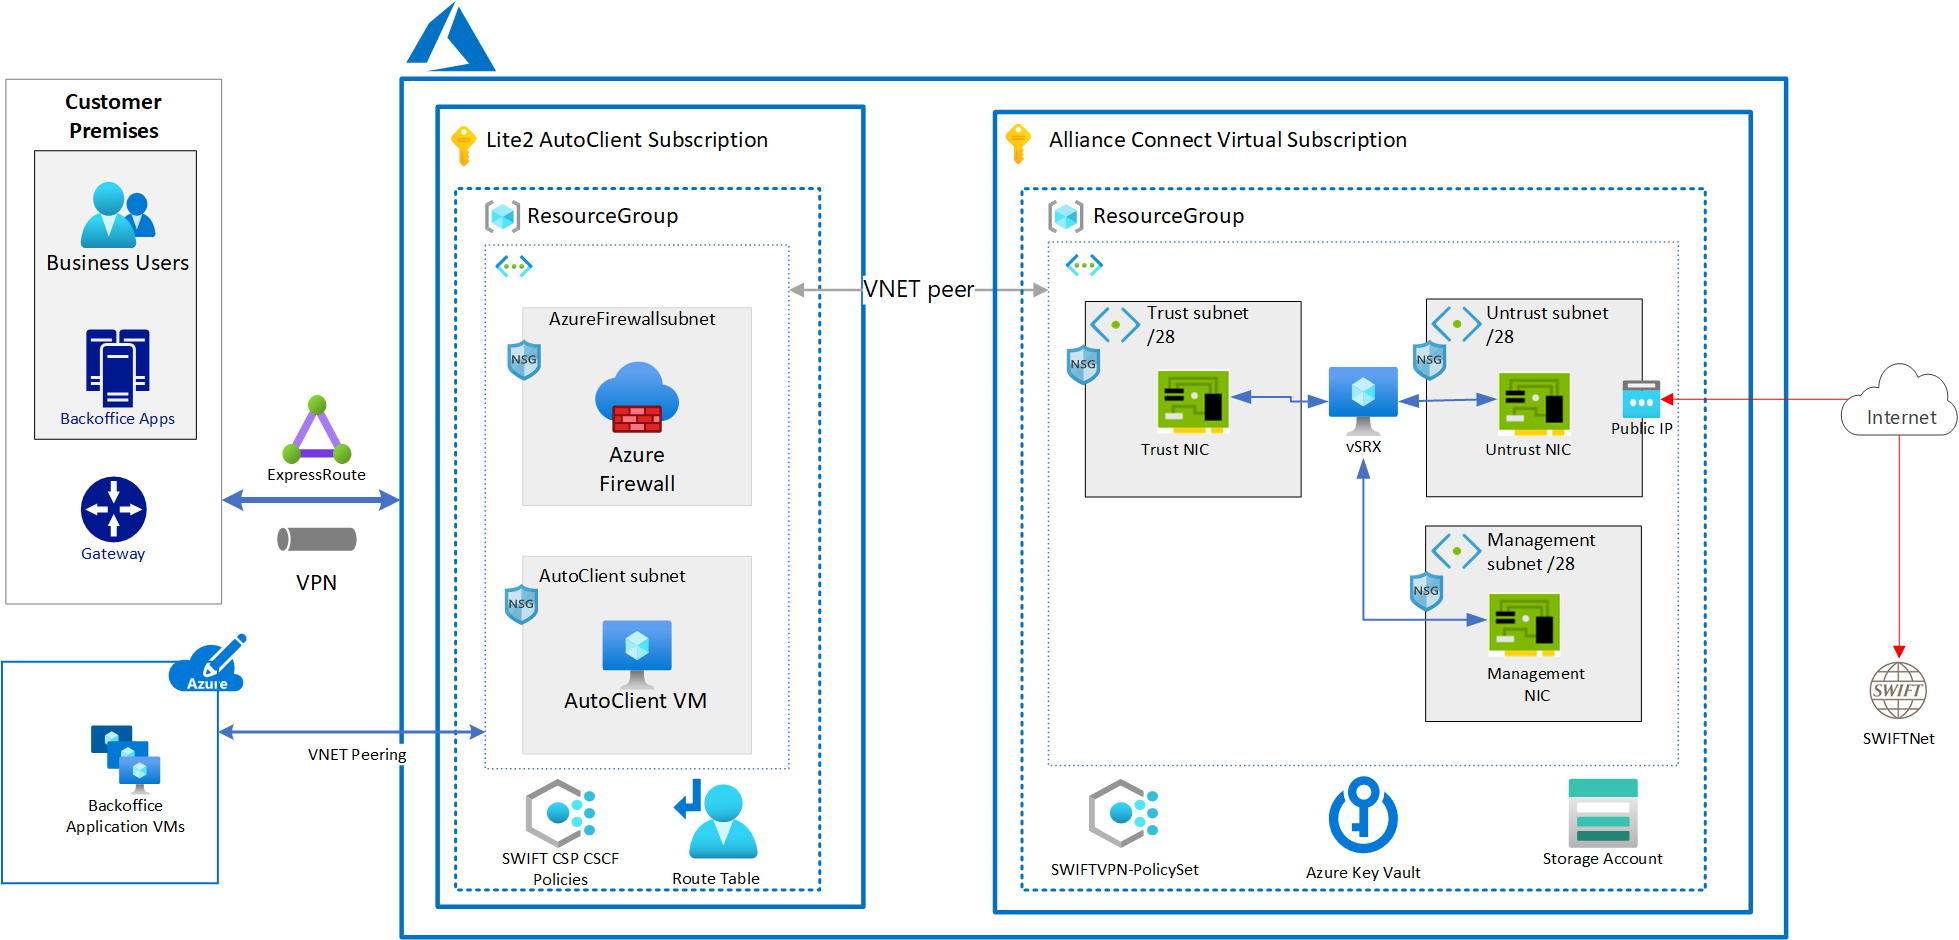 Customer
Premises
Business Users
Backoffice Apps
Gateway
ExpressRoute
VPN
Azure
Backoffice
Application VMs
VNET Peering
Lite2 AutoClient Subscription
ResourceGroup
AzureFirewallsubnet
NSG
Azure
Firewall
AutoClient subnet
NSG
AutoClient VM
SWIFT CSP CSCF
Policies
Route Table
VNET peer
Alliance Connect Virtual Subscription
ResourceGroup
Trust subnet
/28
NSG
Trust NIC
vSRX
Untrust subnet
/28
NSG
Untrust NIC
Public IP
Management
subnet /28
NSG
Management
NIC
SWIFTVPN-PolicySet
Azure Key Vault
Storage Account
Internet
SWIFT
SWIFTNet